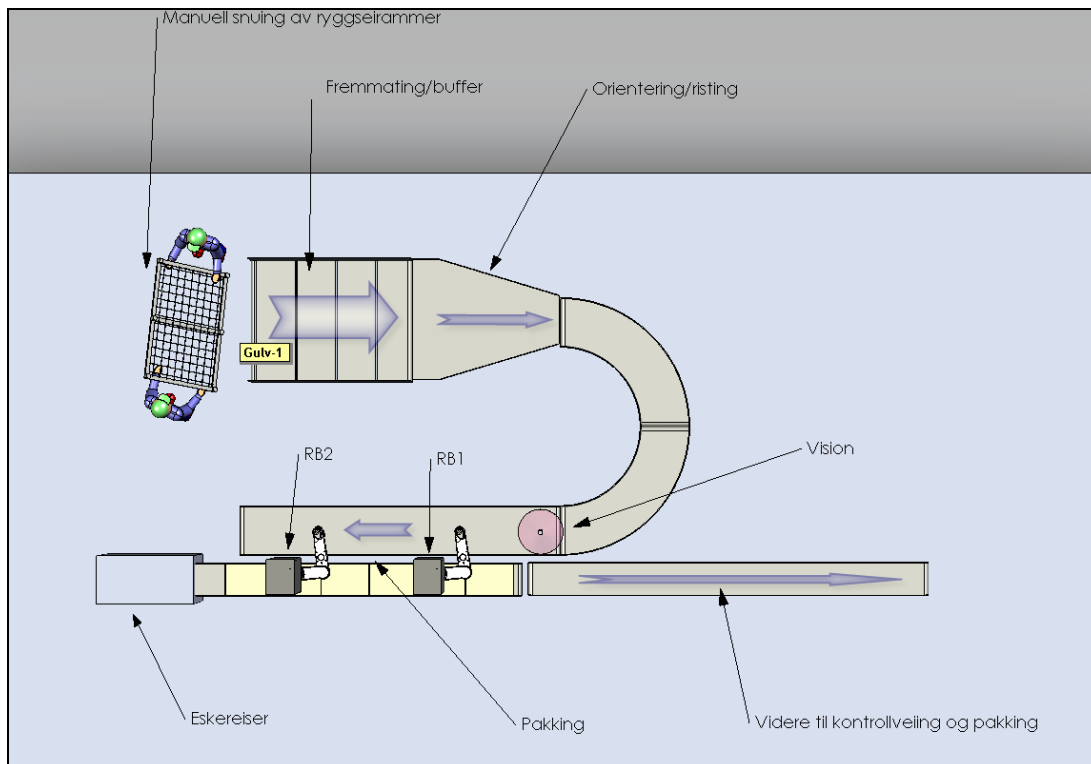 Manuell snuing av ryggseirammer
Fremmating/buffer
Orientering/risting
Gulv-1
RB2
RB1
Vision
Eskereiser
Pakking
Videre til kontrollveiing og pakking